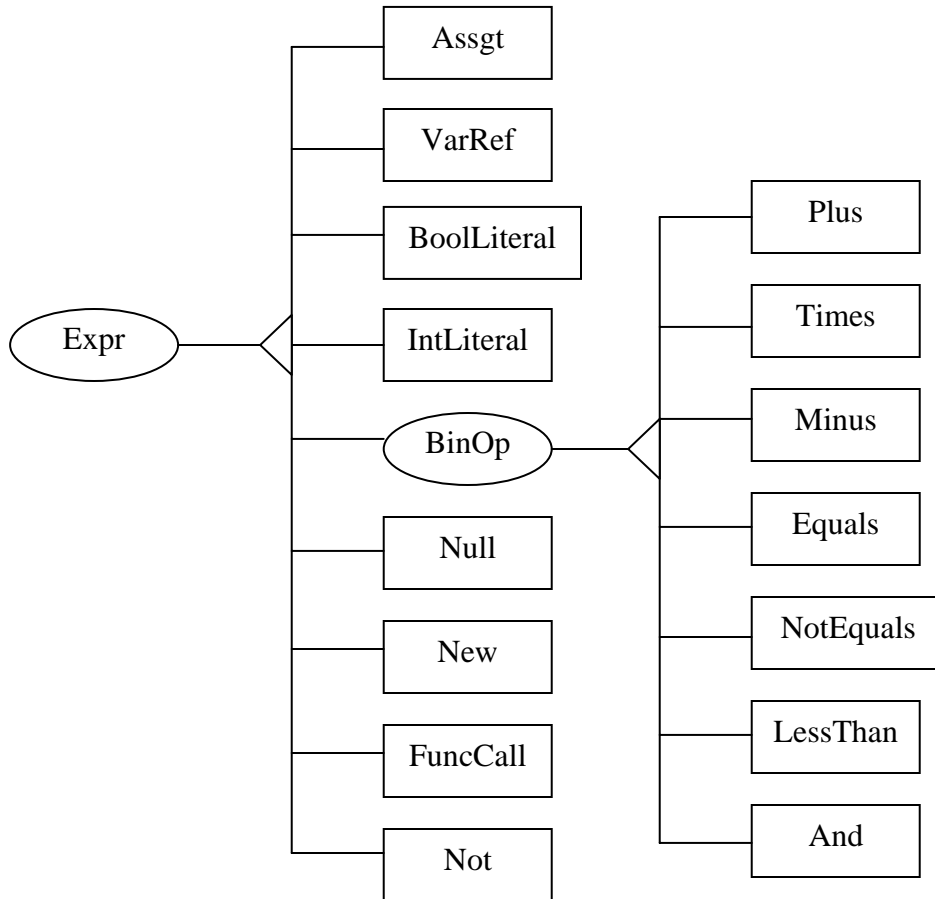 Assgt
VarRef
BoolLiteral
IntLiteral
Expr
BinOp
Null
New
FuncCall
Not
Plus
Times
Minus
Equals
NotEquals
LessThan
And